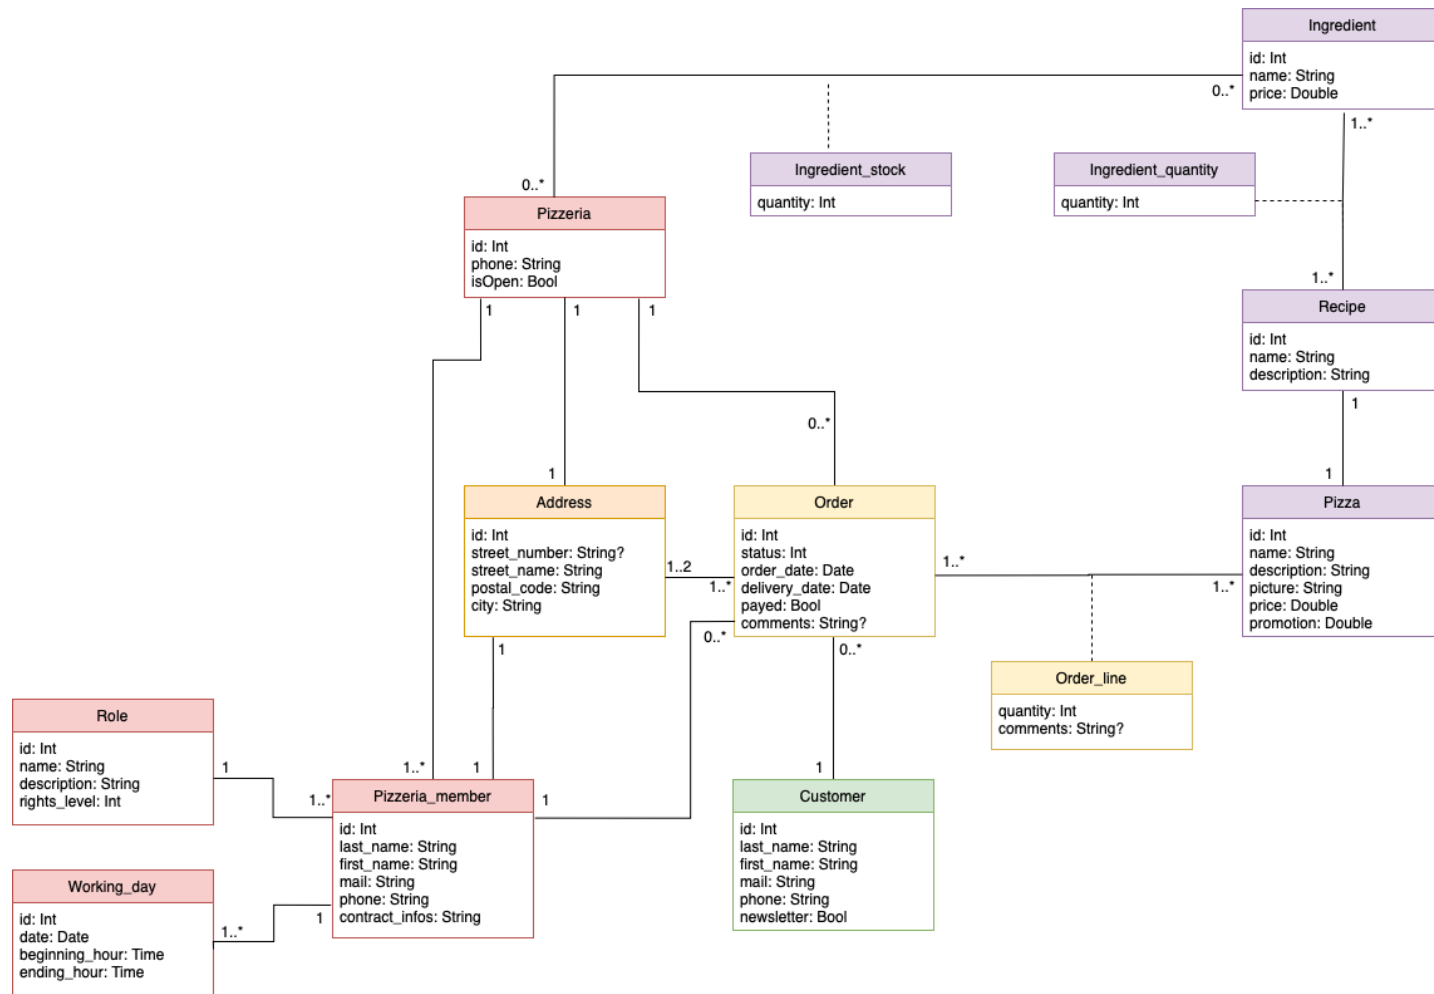 Ingredient
id: Int
name: String
price: Double
0..*
1..*
Ingredient_stock
quantity: Int
Ingredient_quantity
quantity: Int
0..*
Pizzeria
id: Int
phone: String
isOpen: Bool
1..*
Recipe
id: Int
name: String
description: String
1
1
1
1
0..*
1
1
Address
id: Int
street_number: String?
street_name: String
postal_code: String
city: String
Order
id: Int
status: Int
order_date: Date
delivery_date: Date
payed: Bool
comments: String?
Pizza
id: Int
name: String
description: String
picture: String
price: Double
promotion: Double
1..2
1..*
1..*
1..*
1
0..*
0..*
Order_line
quantity: Int
comments: String?
Role
id: Int
name: String
description: String
rights_level: Int
1
1..*
1..*
1
1
1
Pizzeria_member
id: Int
last_name: String
first_name: String
mail: String
phone: String
contract_infos: String
Customer
id: Int
last_name: String
first_name: String
mail: String
phone: String
newsletter: Bool
Working_day
id: Int
date: Date
beginning_hour: Time
ending_hour: Time
1..*
1